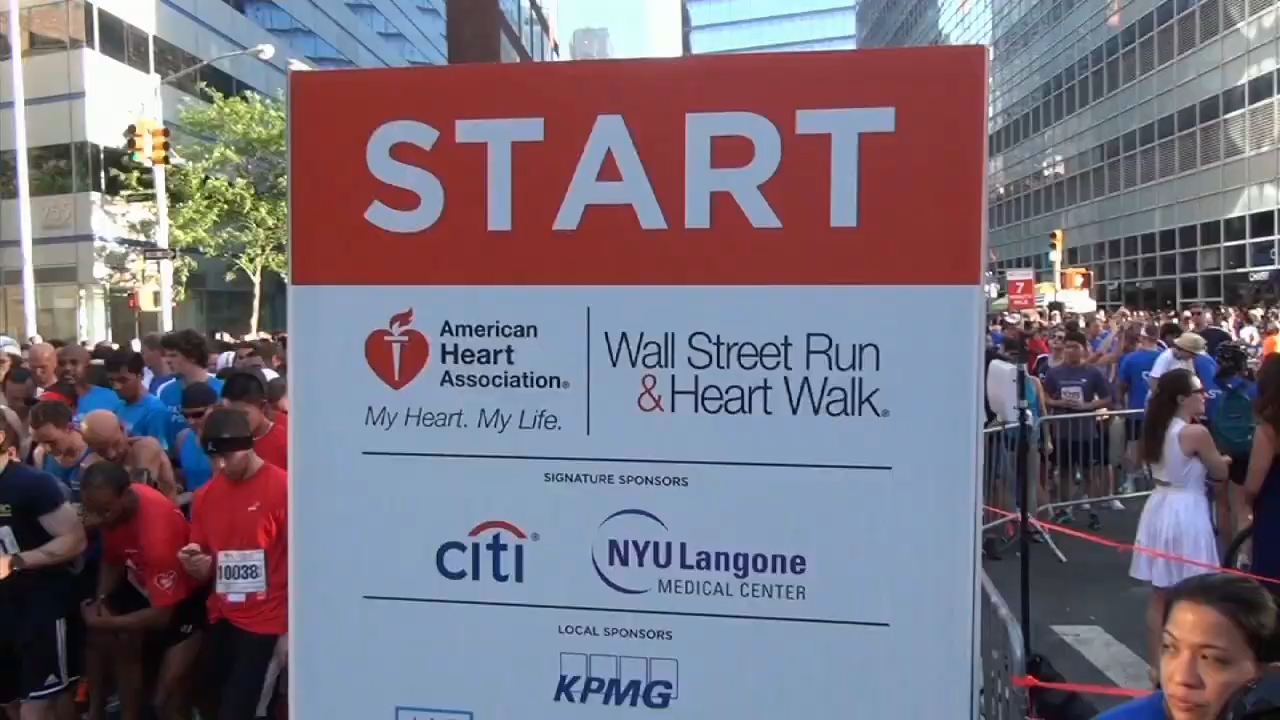 START
American
Heart
Association®
My Heart. My Life.
Wall Street Run
& Heart Walk®
SIGNATURE SPONSORS
citi®
NYU Langone
MEDICAL CENTER
LOCAL SPONSORS
KPMG
10038
255
7